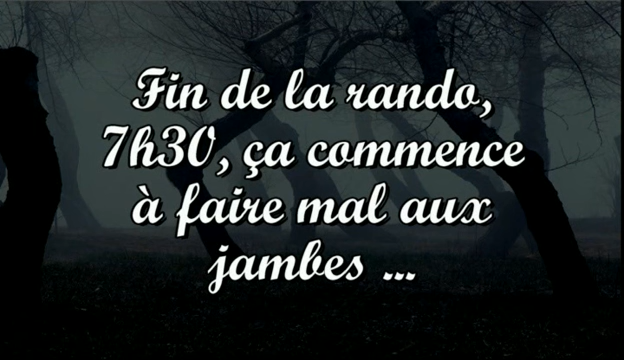 Fin de la rando,
7h30, ça commence
à faire mal aux
jambes ...